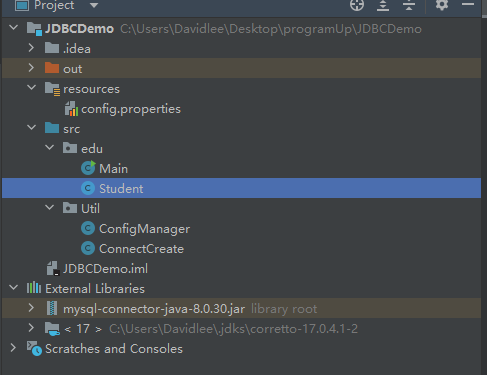 Project
JDBCDemo C:\Users\Davidlee\Desktop\programUp\JDBCDemo
.idea
out
resources
config.properties
src
edu
Main
Student
Util
ConfigManager
ConnectCreate
JDBCDemo.iml
External Libraries
mysql-connector-java-8.0.30.jar library root
< 17 > C:\Users\Davidlee\.jdks\corretto-17.0.4.1-2
Scratches and Consoles